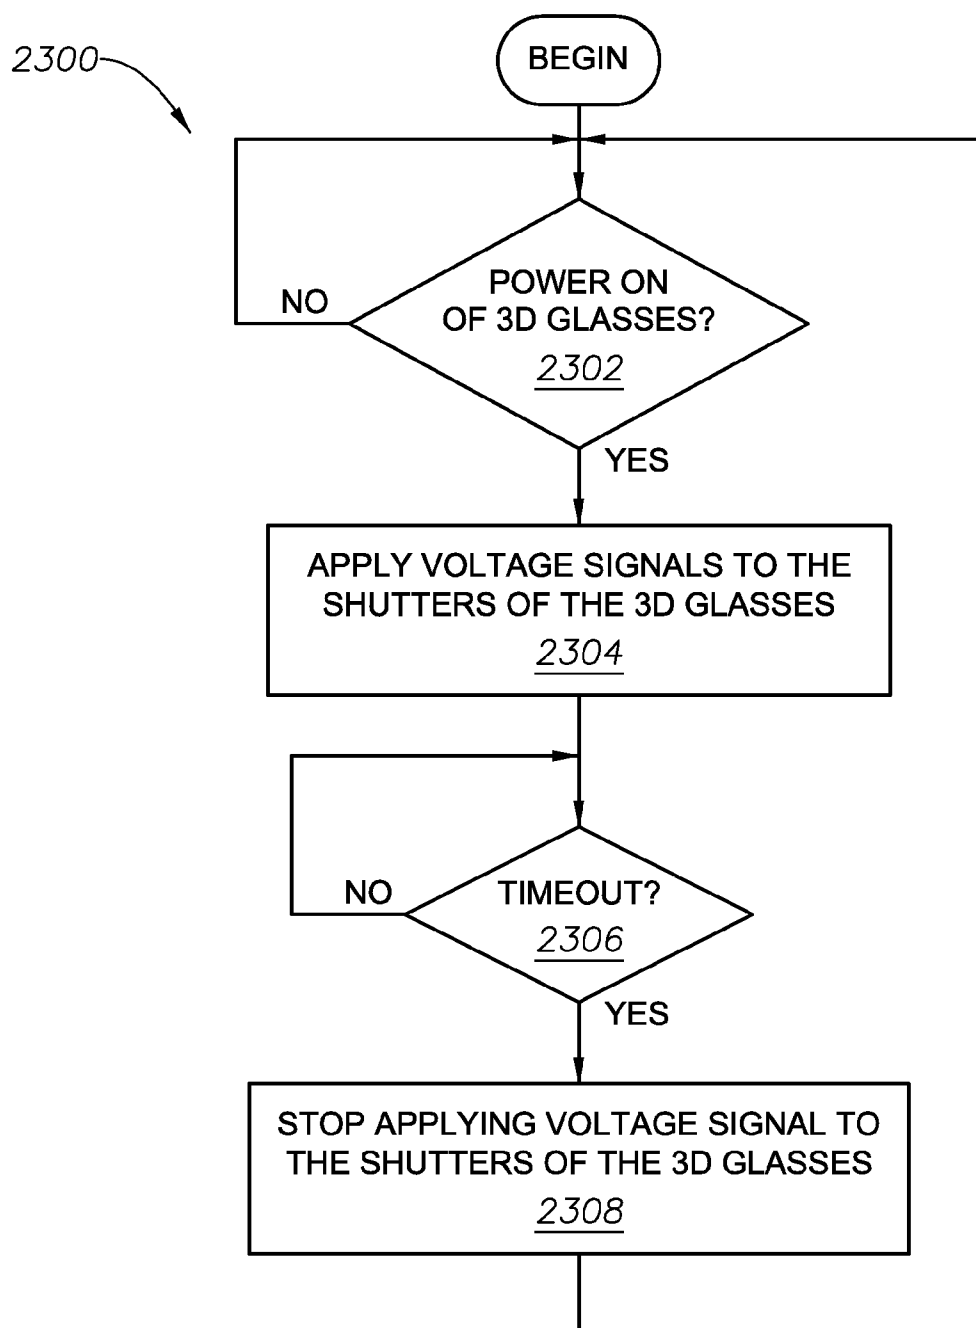 2300
BEGIN
POWER ON
OF 3D GLASSES?
2302
NO
YES
APPLY VOLTAGE SIGNALS TO THE
SHUTTERS OF THE 3D GLASSES
2304
TIMEOUT?
2306
NO
YES
STOP APPLYING VOLTAGE SIGNAL TO
THE SHUTTERS OF THE 3D GLASSES
2308